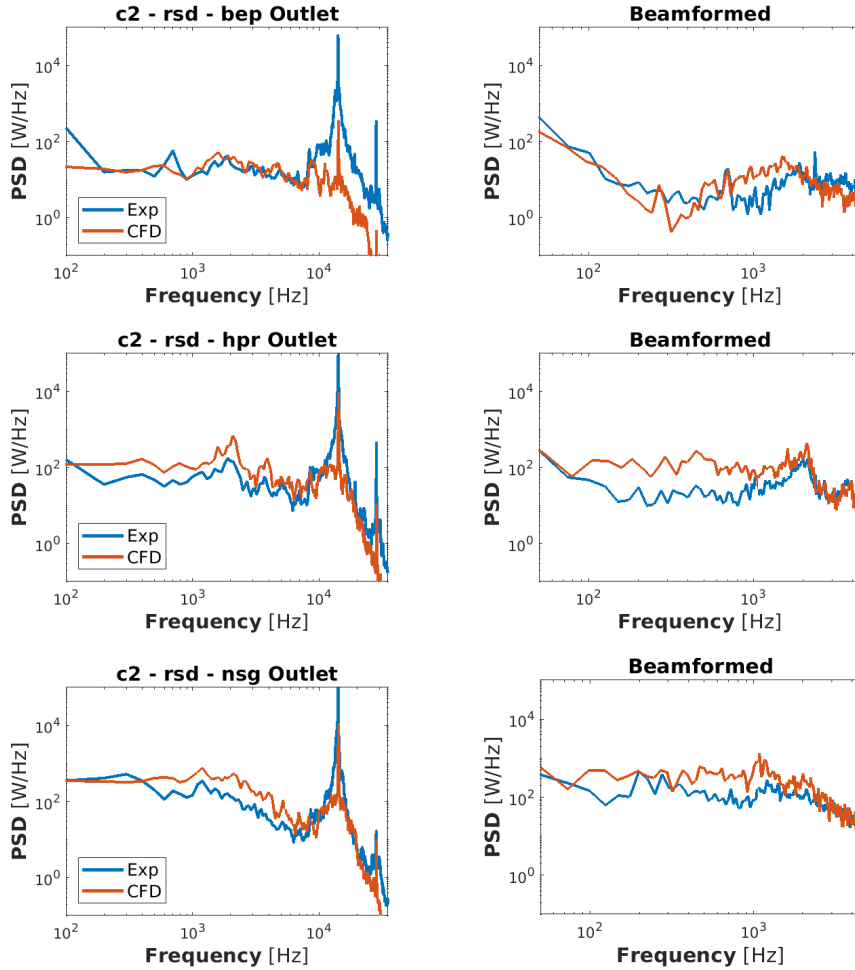 c2 - rsd - bep Outlet
PSD [W/Hz]
10^4
10^2
10^0
Exp
CFD
10^2 10^3 10^4
Frequency [Hz]
Beamformed
PSD [W/Hz]
10^4
10^2
10^0
10^2 10^3
Frequency [Hz]
c2 - rsd - hpr Outlet
PSD [W/Hz]
10^4
10^2
10^0
Exp
CFD
10^2 10^3 10^4
Frequency [Hz]
Beamformed
PSD [W/Hz]
10^4
10^2
10^0
10^2 10^3
Frequency [Hz]
c2 - rsd - nsg Outlet
PSD [W/Hz]
10^4
10^2
10^0
Exp
CFD
10^2 10^3 10^4
Frequency [Hz]
Beamformed
PSD [W/Hz]
10^4
10^2
10^0
10^2 10^3
Frequency [Hz]